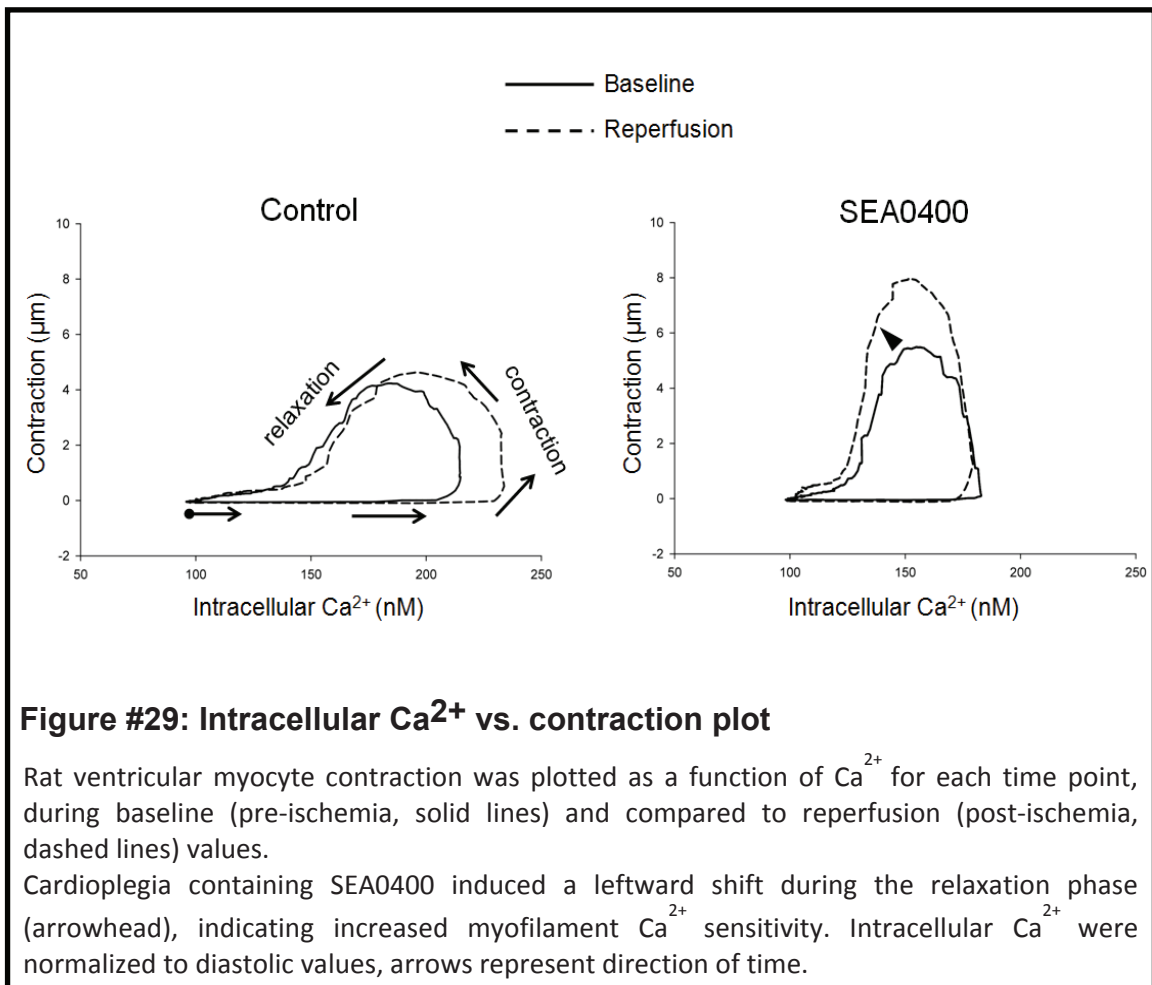 Baseline
Reperfusion
Control
SEA0400
10
8
6
4
2
0
-2
Contraction (µm)
relaxation
contraction
50
100
150
200
250
Intracellular Ca²⁺ (nM)
10
8
6
4
2
0
-2
Contraction (µm)
50
100
150
200
250
Intracellular Ca²⁺ (nM)
Figure #29: Intracellular Ca²⁺ vs. contraction plot
Rat ventricular myocyte contraction was plotted as a function of Ca²⁺ for each time point,
during baseline (pre-ischemia, solid lines) and compared to reperfusion (post-ischemia,
dashed lines) values.
Cardioplegia containing SEA0400 induced a leftward shift during the relaxation phase
(arrowhead), indicating increased myofilament Ca²⁺ sensitivity. Intracellular Ca²⁺ were
normalized to diastolic values, arrows represent direction of time.